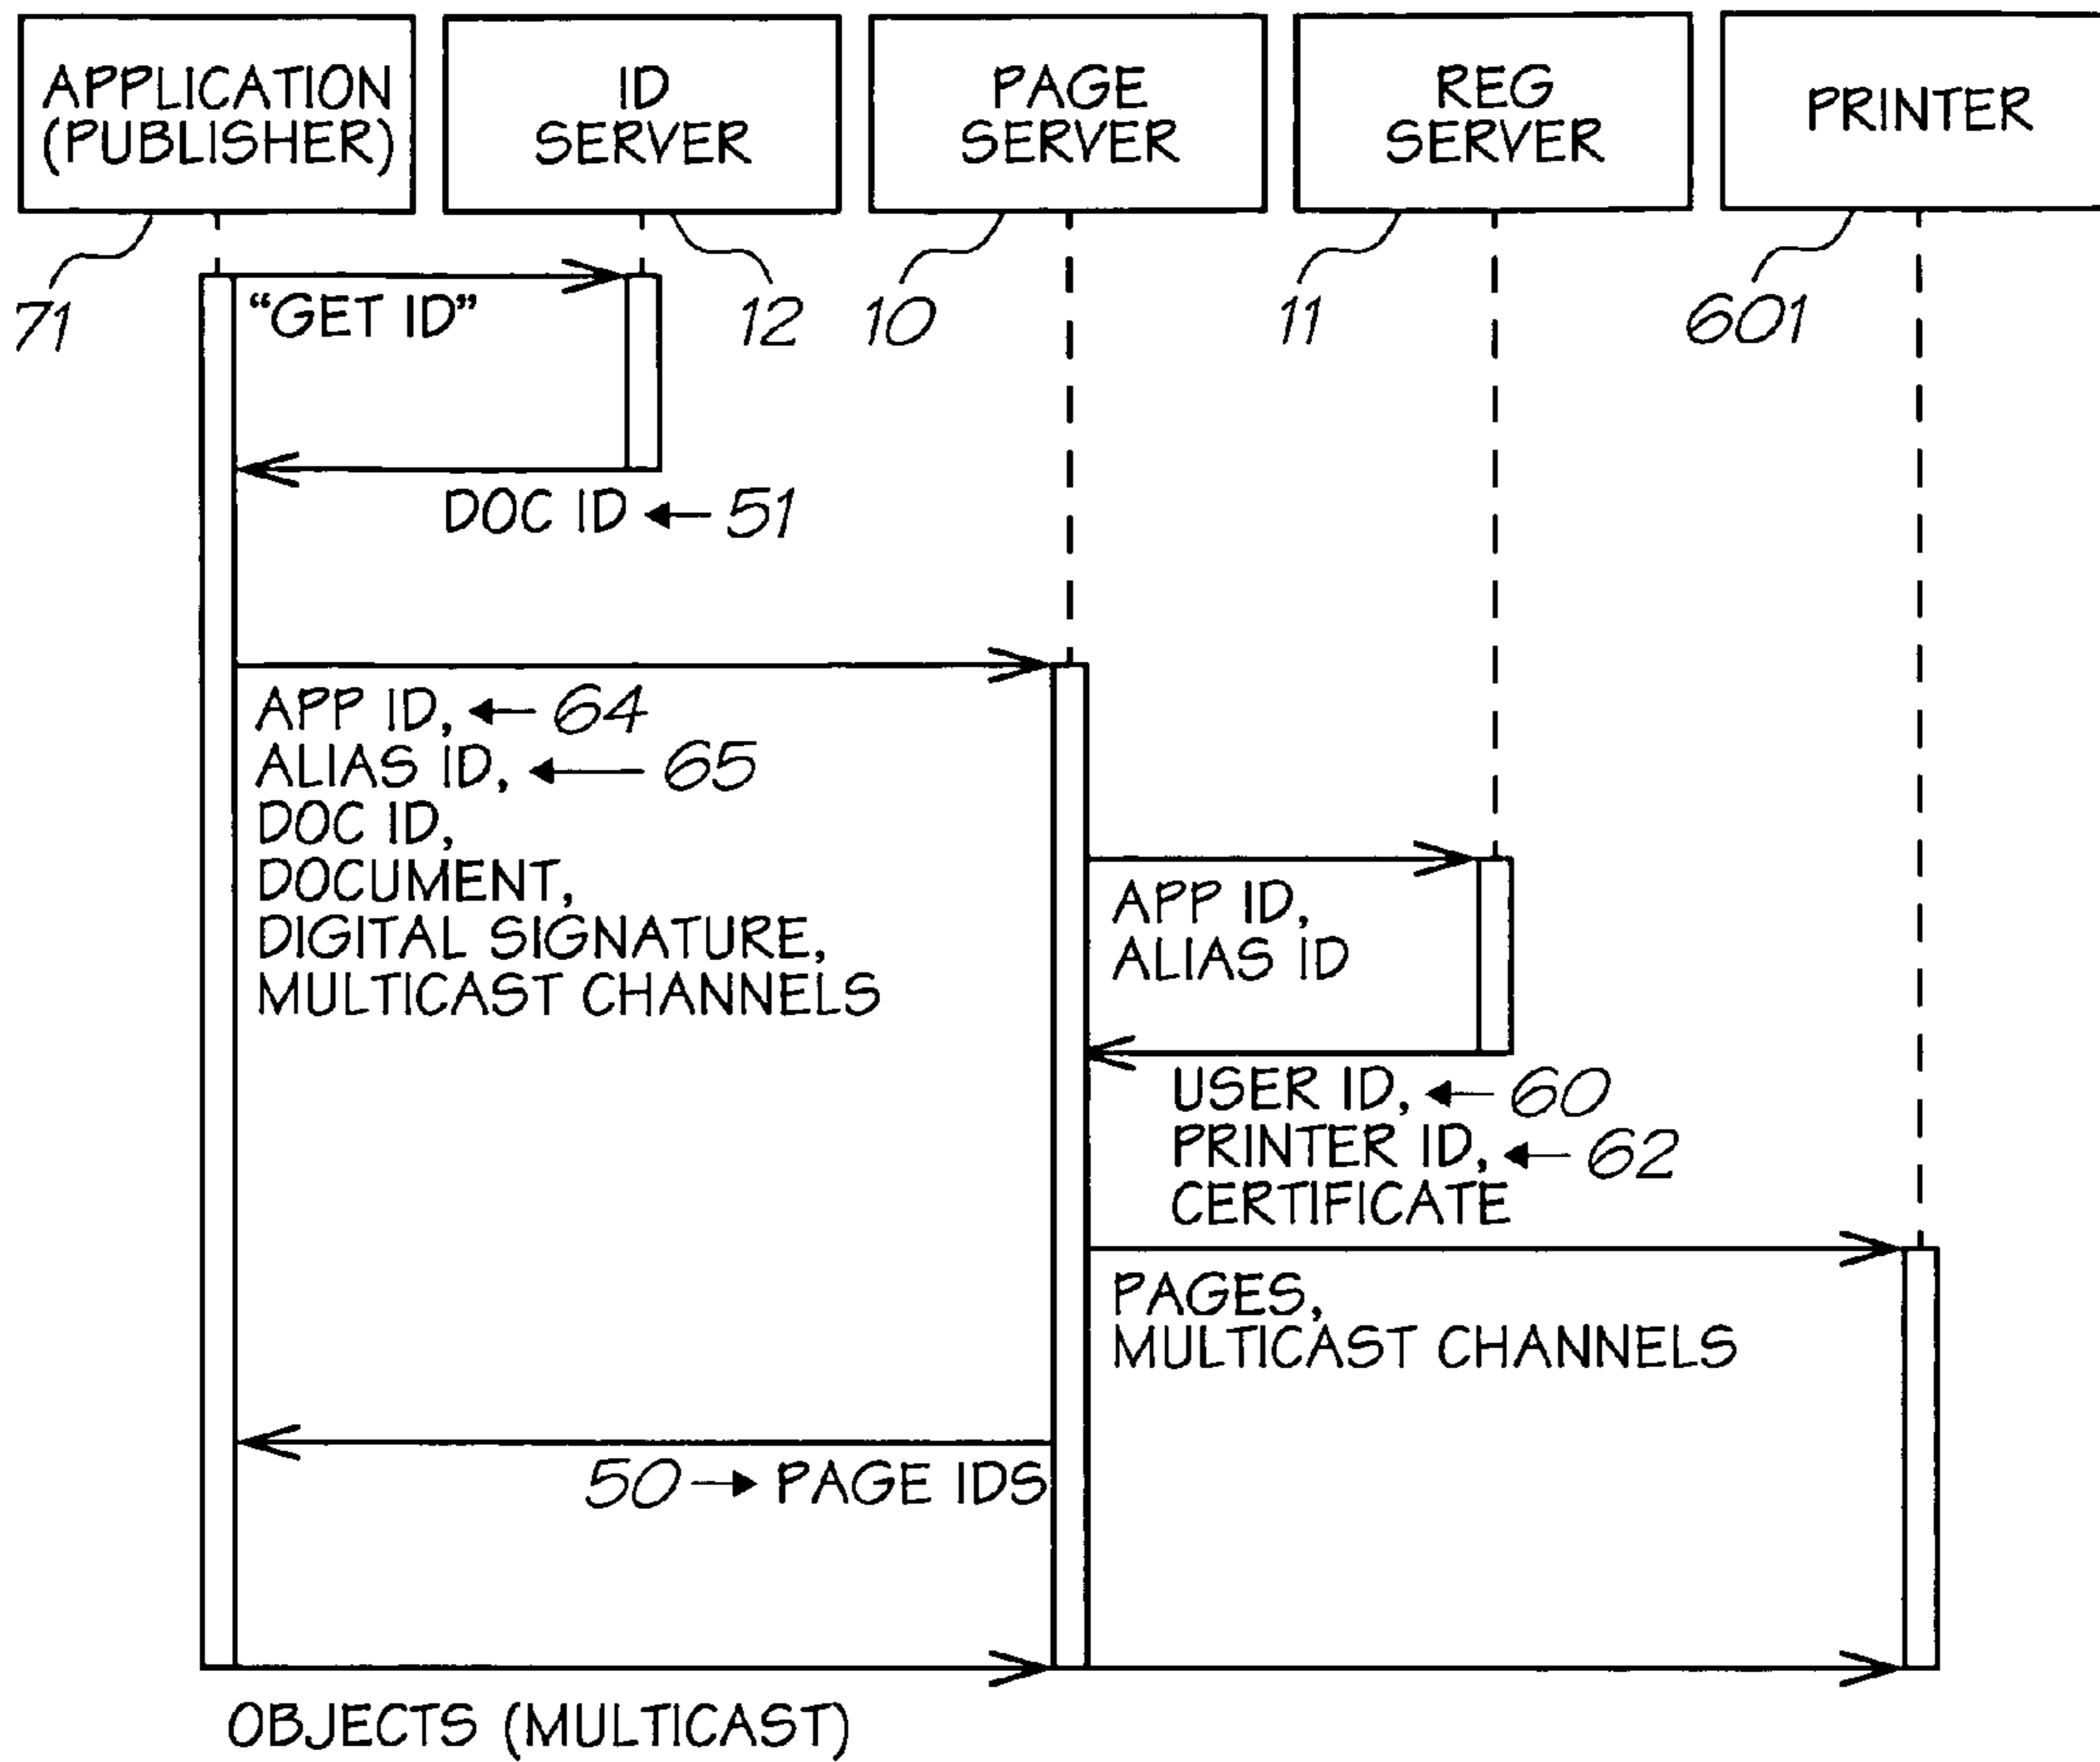 APPLICATION
(PUBLISHER)
ID
SERVER
PAGE
SERVER
REG
SERVER
PRINTER
71
12
10
11
601
“GET ID”
DOC ID 51
APP ID, 64
ALIAS ID, 65
DOC ID,
DOCUMENT,
DIGITAL SIGNATURE,
MULTICAST CHANNELS
APP ID,
ALIAS ID
USER ID, 60
PRINTER ID, 62
CERTIFICATE
PAGES,
MULTICAST CHANNELS
50 PAGE IDS
OBJECTS (MULTICAST)